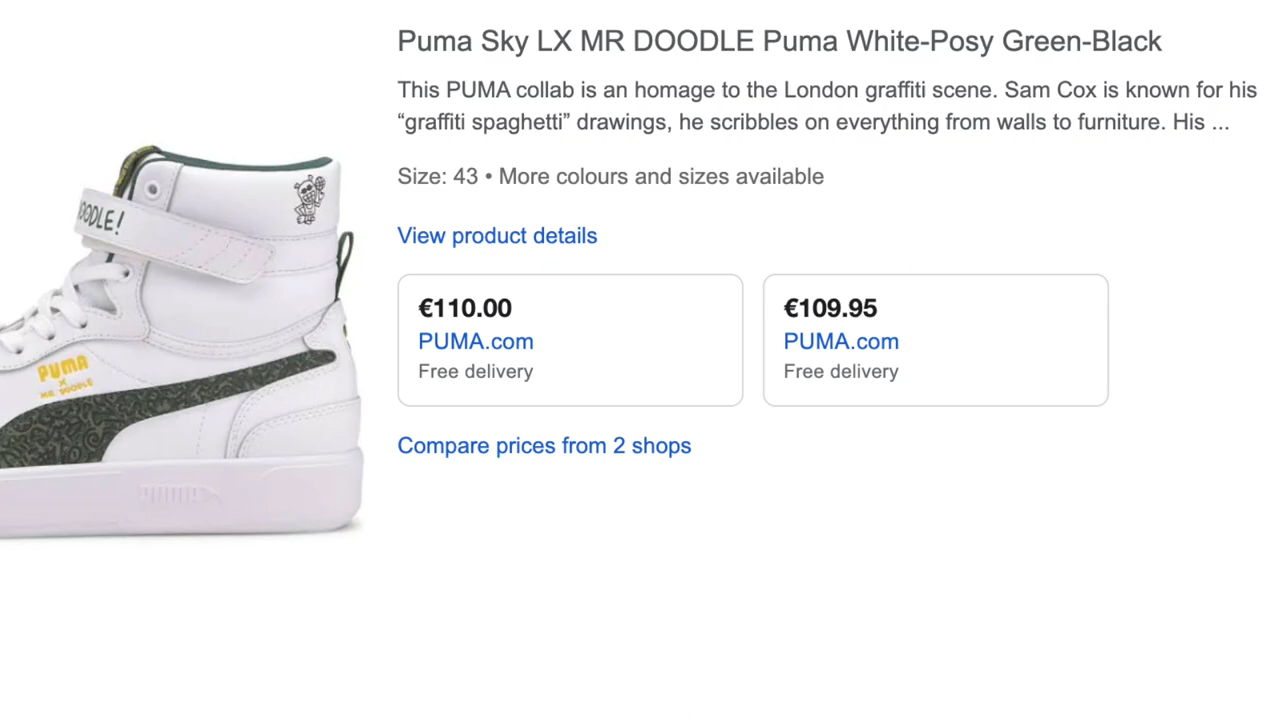 Puma Sky LX MR DOODLE Puma White-Posy Green-Black
This PUMA collab is an homage to the London graffiti scene. Sam Cox is known for his
“graffiti spaghetti” drawings, he scribbles on everything from walls to furniture. His ...
Size: 43 • More colours and sizes available
View product details
€110.00
PUMA.com
Free delivery
€109.95
PUMA.com
Free delivery
Compare prices from 2 shops
OODLE!
PUMA
X
MR DOODLE
PUMA